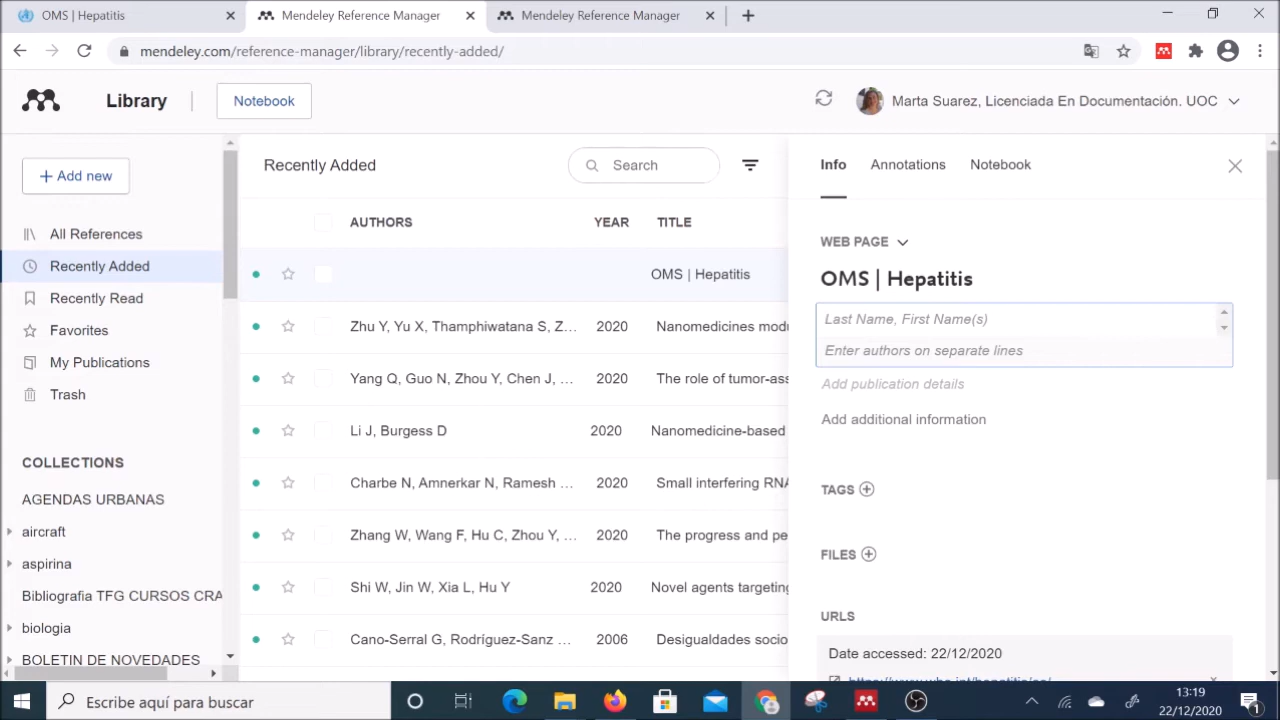 OMS | Hepatitis
Mendeley Reference Manager
Mendeley Reference Manager
mendeley.com/reference-manager/library/recently-added/
Library
Notebook
Marta Suarez, Licenciada En Documentación. UOC
+ Add new
All References
Recently Added
Recently Read
Favorites
My Publications
Trash
COLLECTIONS
AGENDAS URBANAS
aircraft
aspirina
Bibliografia TFG CURSOS CRA
biologia
BOLETIN DE NOVEDADES
Recently Added
Search
AUTHORS YEAR TITLE
OMS | Hepatitis
Zhu Y, Yu X, Thamphiwatana S, Z... 2020 Nanomedicines modu
Yang Q, Guo N, Zhou Y, Chen J, ... 2020 The role of tumor-ass
Li J, Burgess D 2020 Nanomedicine-based
Charbe N, Amnerkar N, Ramesh ... 2020 Small interfering RNA
Zhang W, Wang F, Hu C, Zhou Y, ... 2020 The progress and pe
Shi W, Jin W, Xia L, Hu Y 2020 Novel agents targeting
Cano-Serral G, Rodríguez-Sanz ... 2006 Desigualdades socio
Info Annotations Notebook
WEB PAGE
OMS | Hepatitis
Last Name, First Name(s)
Enter authors on separate lines
Add publication details
Add additional information
TAGS
FILES
URLS
Date accessed: 22/12/2020
https://www.who.int/hepatitis/es/
Escribe aquí para buscar
13:19
22/12/2020
1